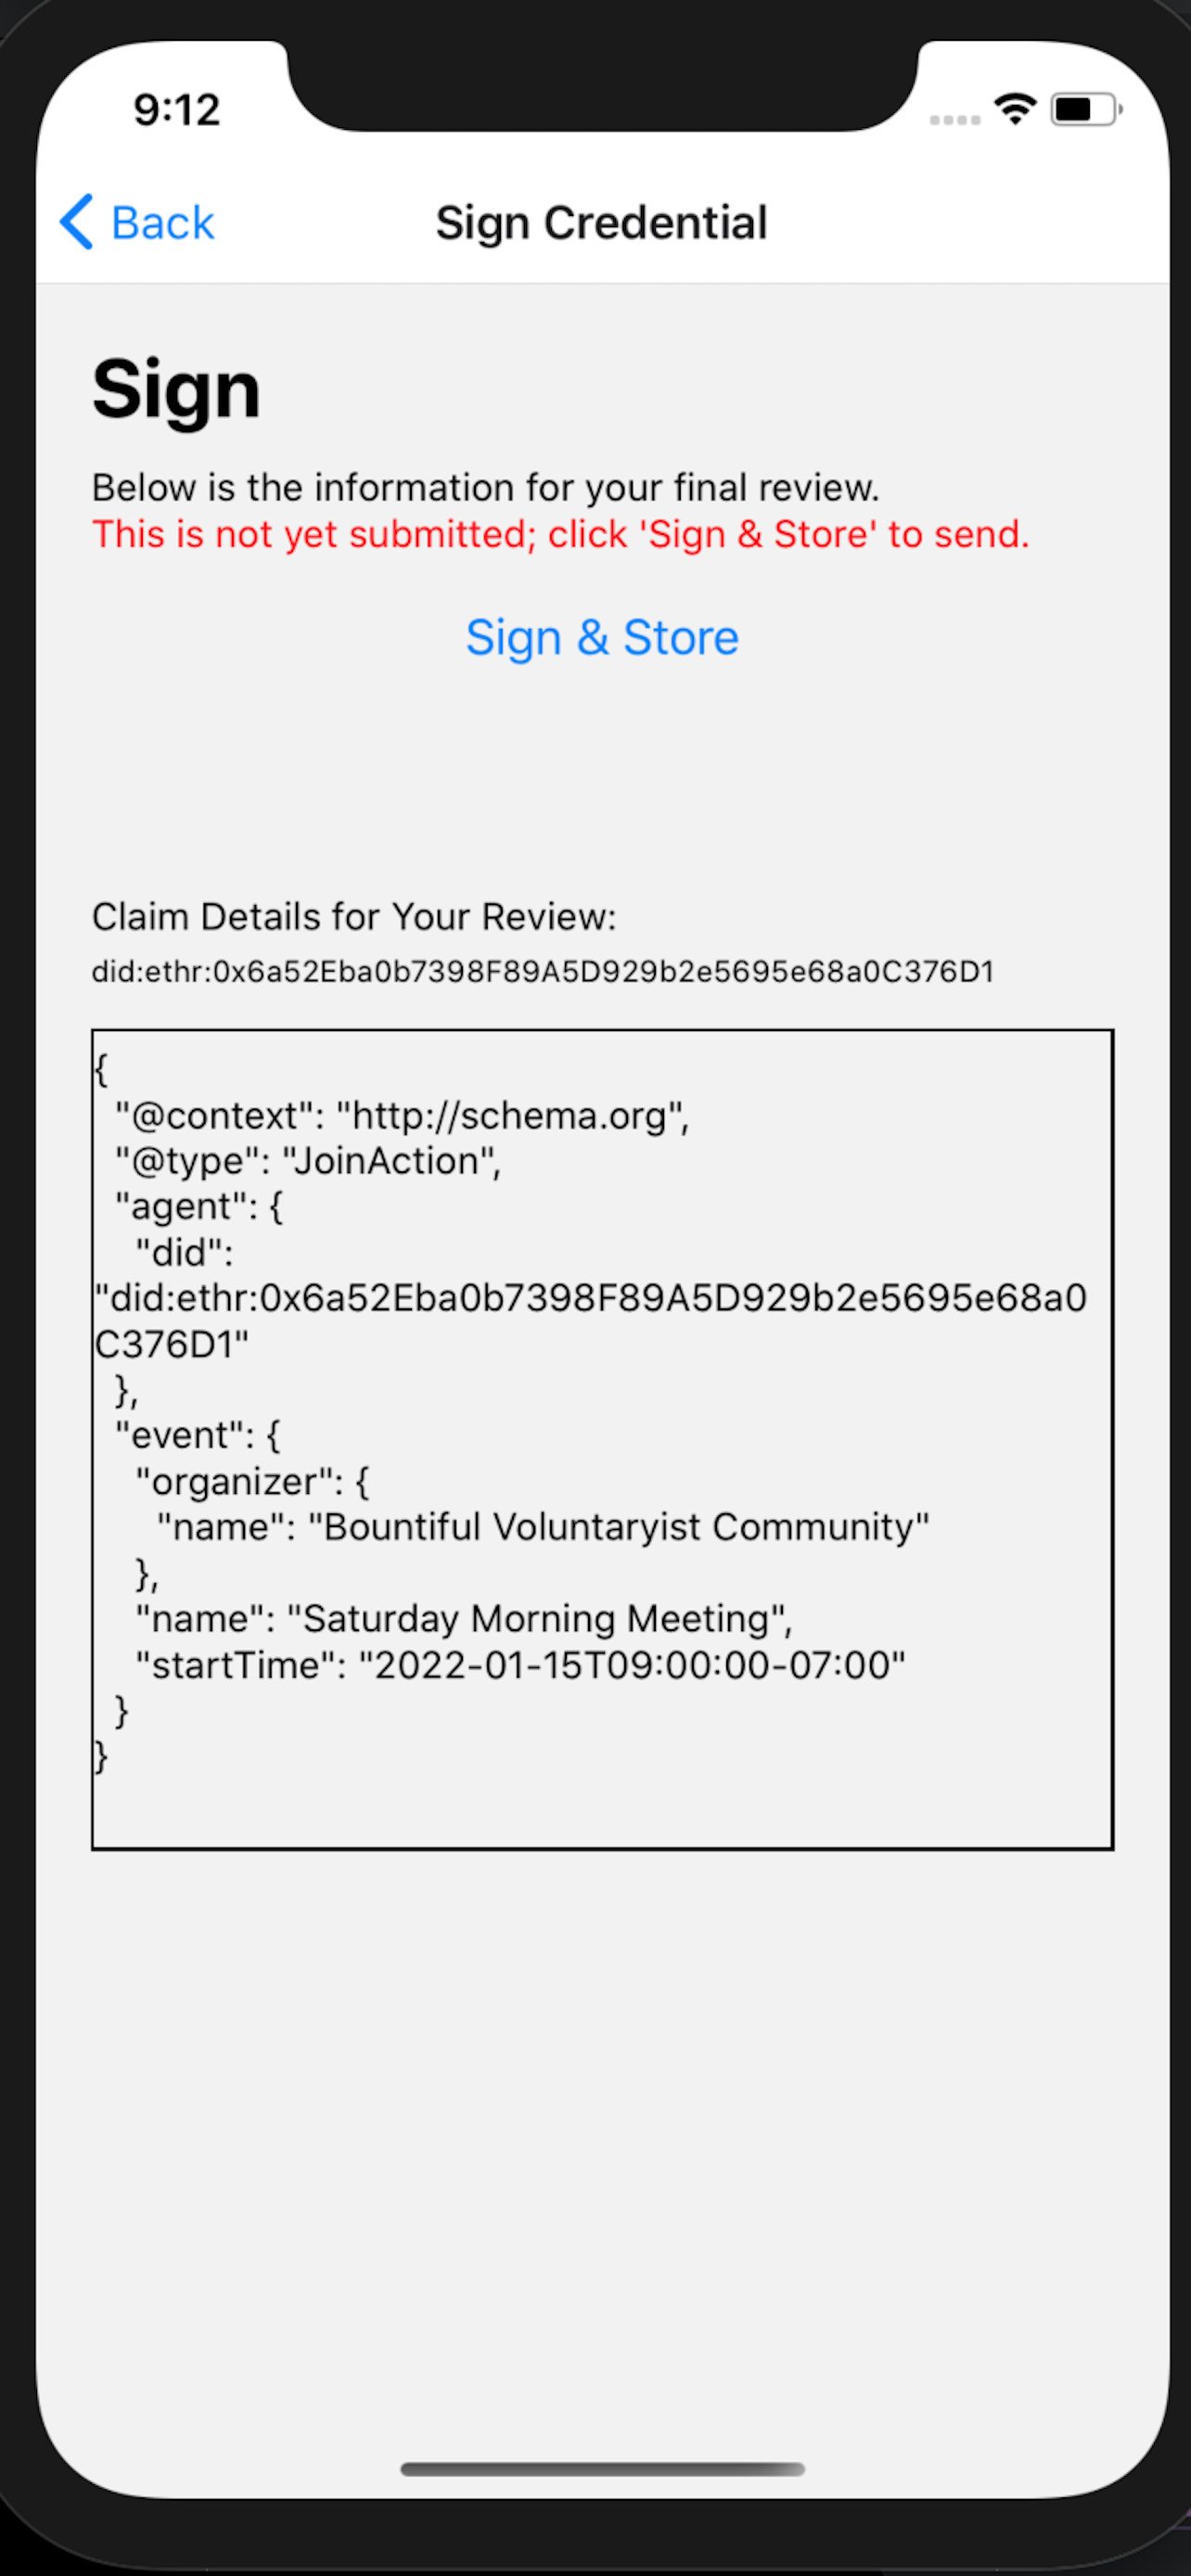 9:12
Back
Sign Credential
Sign
Below is the information for your final review.
This is not yet submitted; click 'Sign & Store' to send.
Sign & Store
Claim Details for Your Review:
did:ethr:0x6a52Eba0b7398F89A5D929b2e5695e68a0C376D1
{
  "@context": "http://schema.org",
  "@type": "JoinAction",
  "agent": {
    "did":
"did:ethr:0x6a52Eba0b7398F89A5D929b2e5695e68a0
C376D1"
  },
  "event": {
    "organizer": {
      "name": "Bountiful Voluntaryist Community"
    },
    "name": "Saturday Morning Meeting",
    "startTime": "2022-01-15T09:00:00-07:00"
  }
}